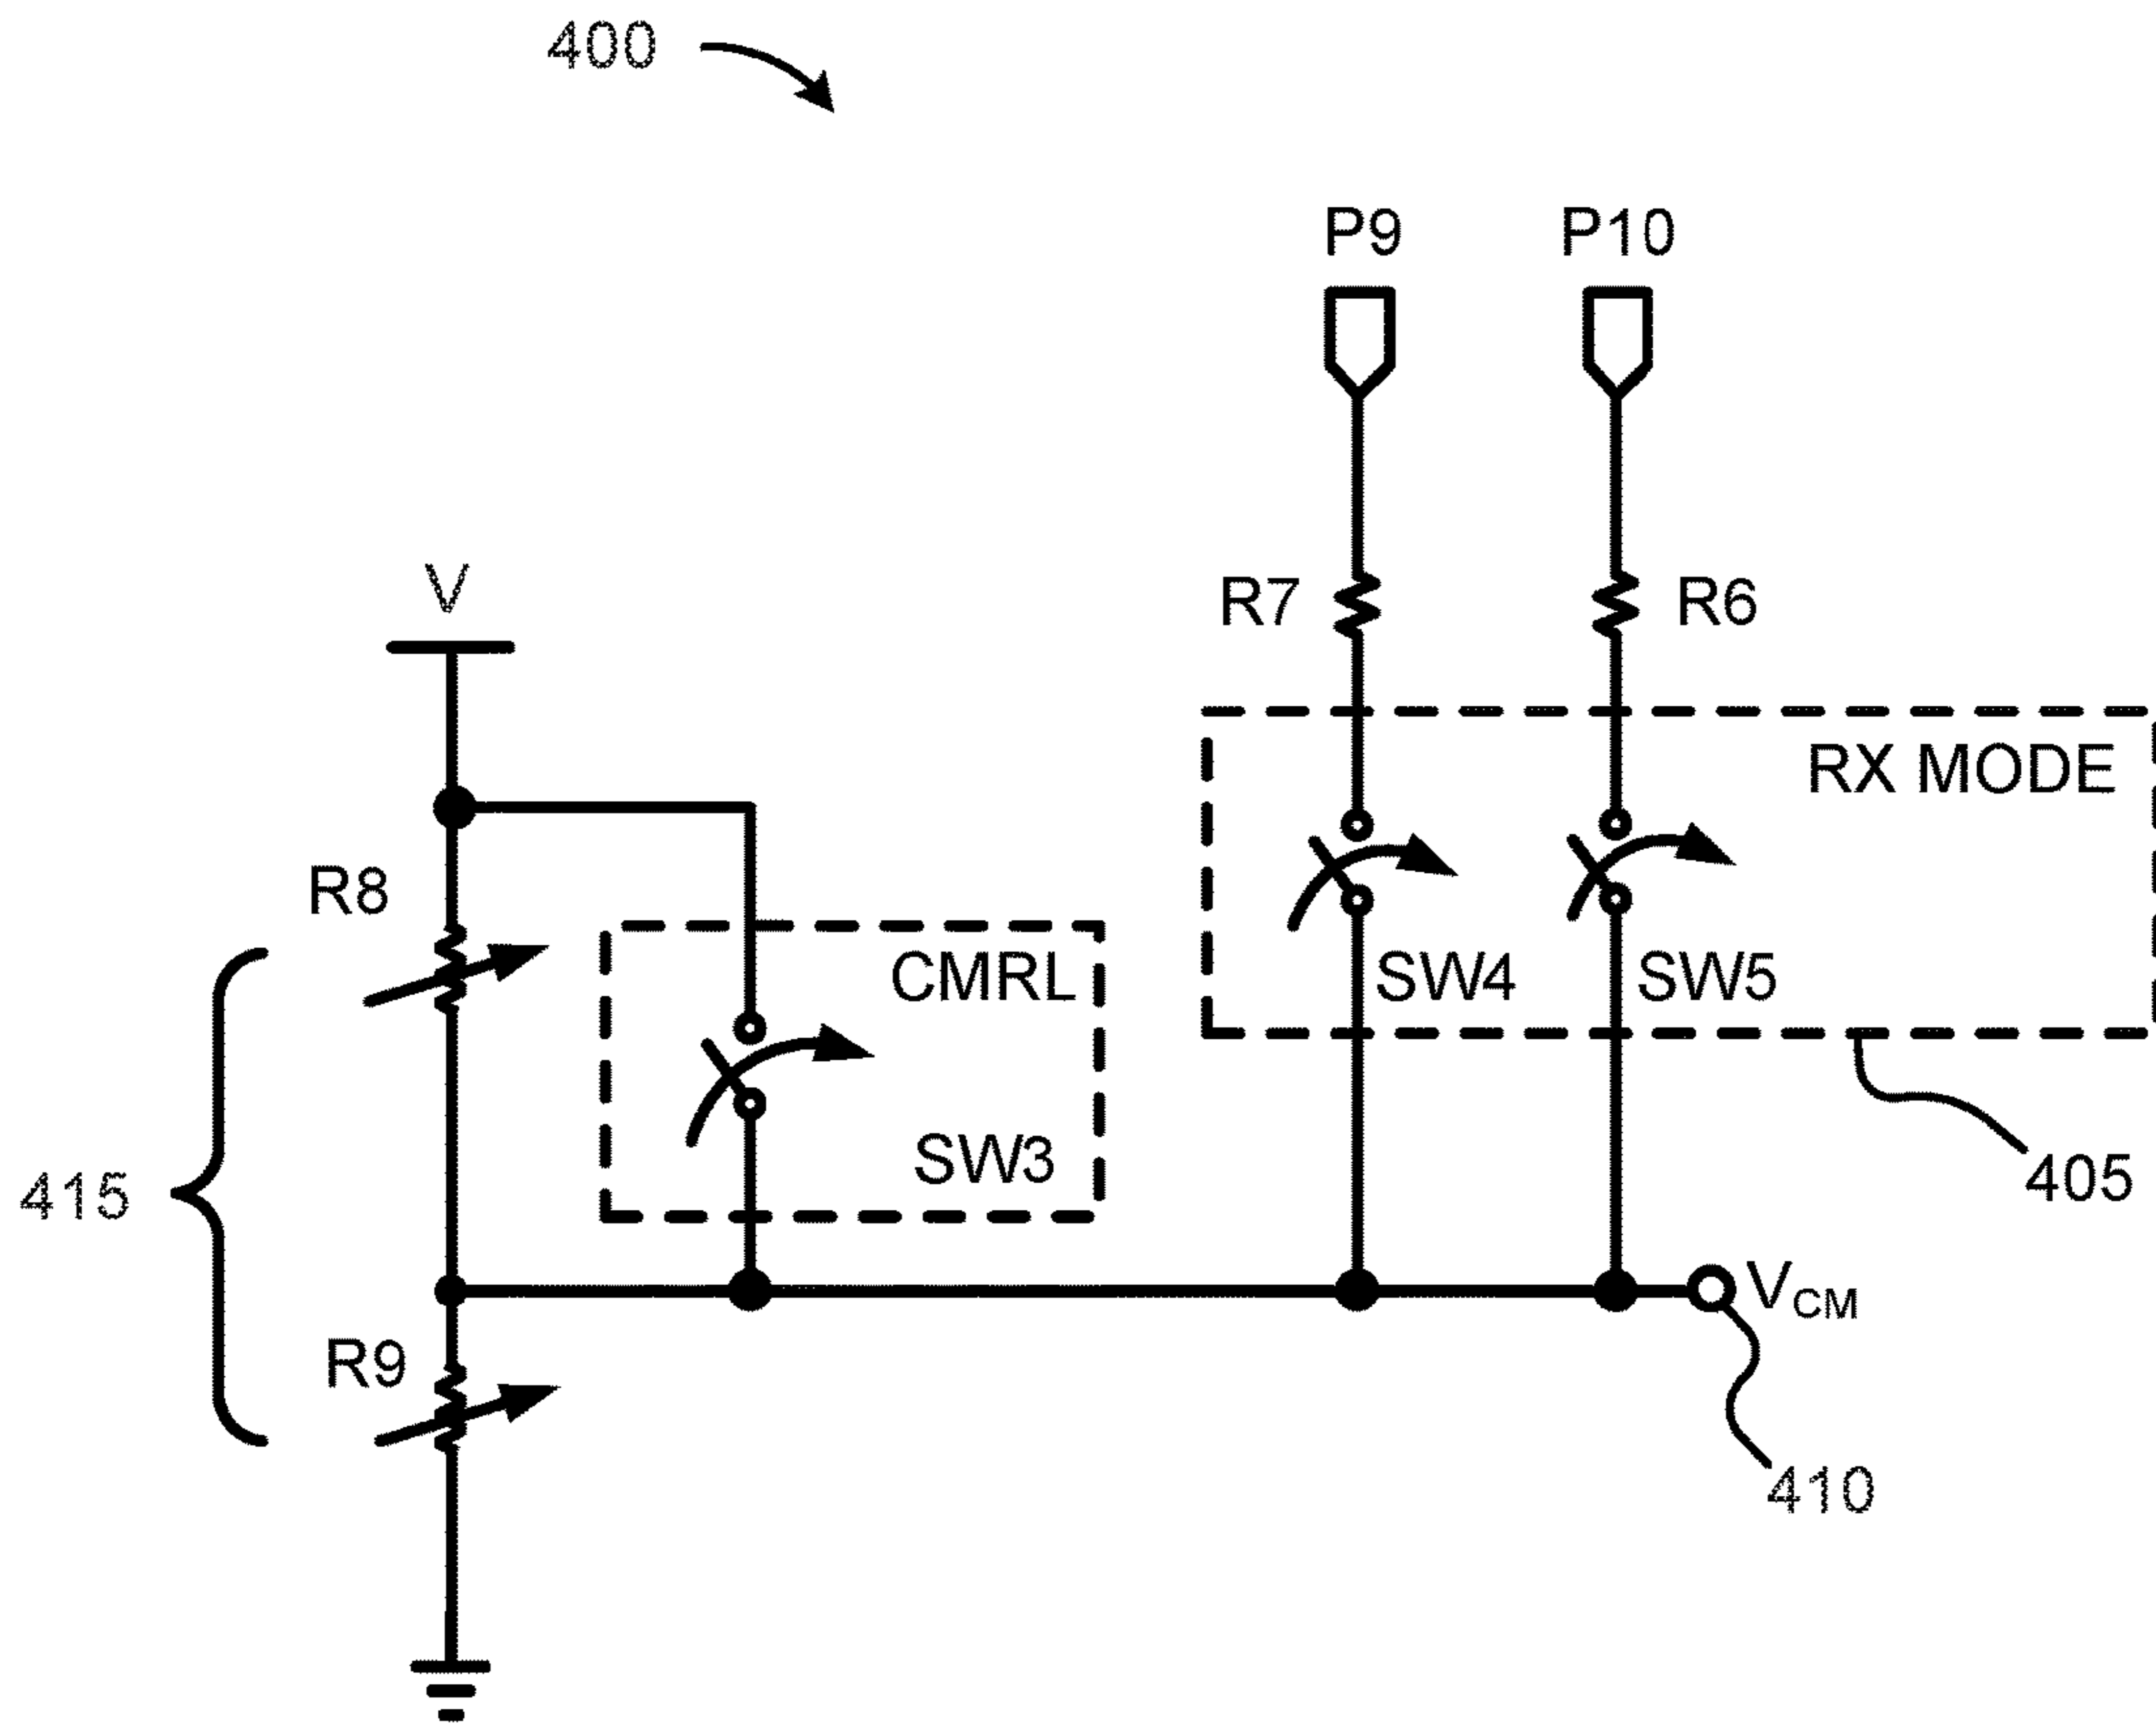 400
P9 P10
V
R7 R6
RX MODE
R8
CMRL
SW4 SW5
SW3
415
405
VCM
R9
410